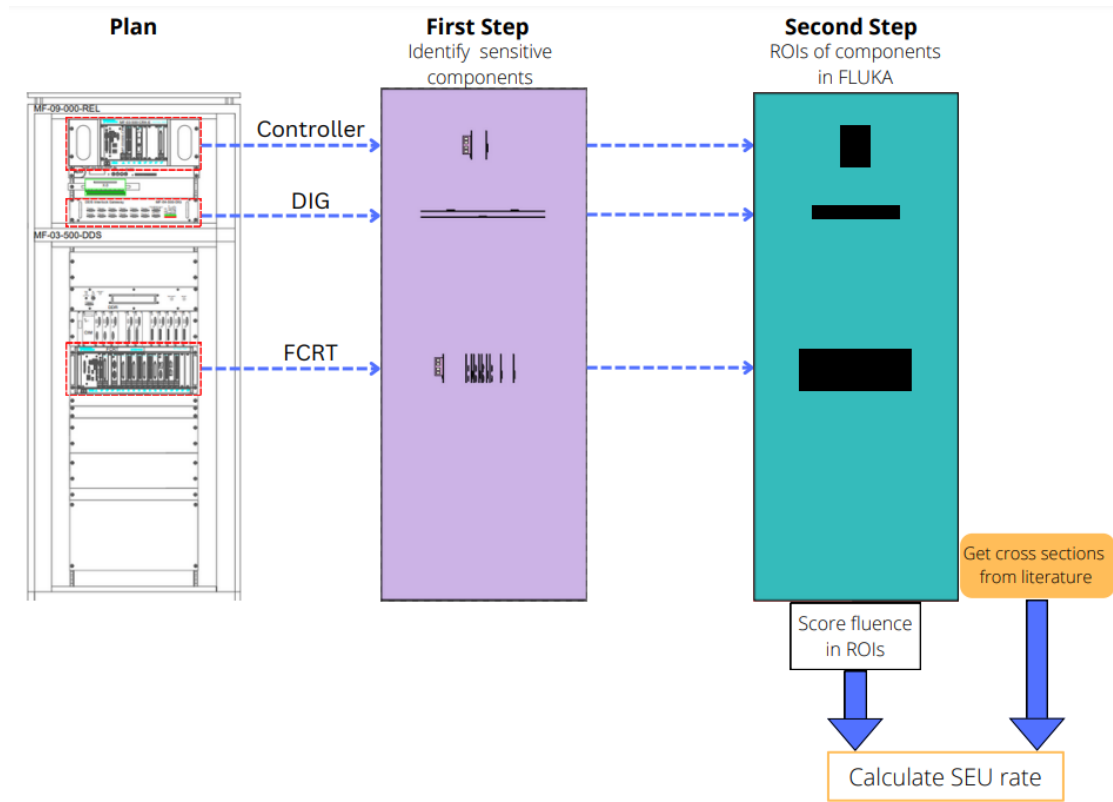 Plan
First Step
Identify sensitive
components
Second Step
ROIs of components
in FLUKA
MF-09-000-REL
Controller
DIG
MF-03-500-DDS
FCRT
Get cross sections
from literature
Score fluence
in ROIs
Calculate SEU rate